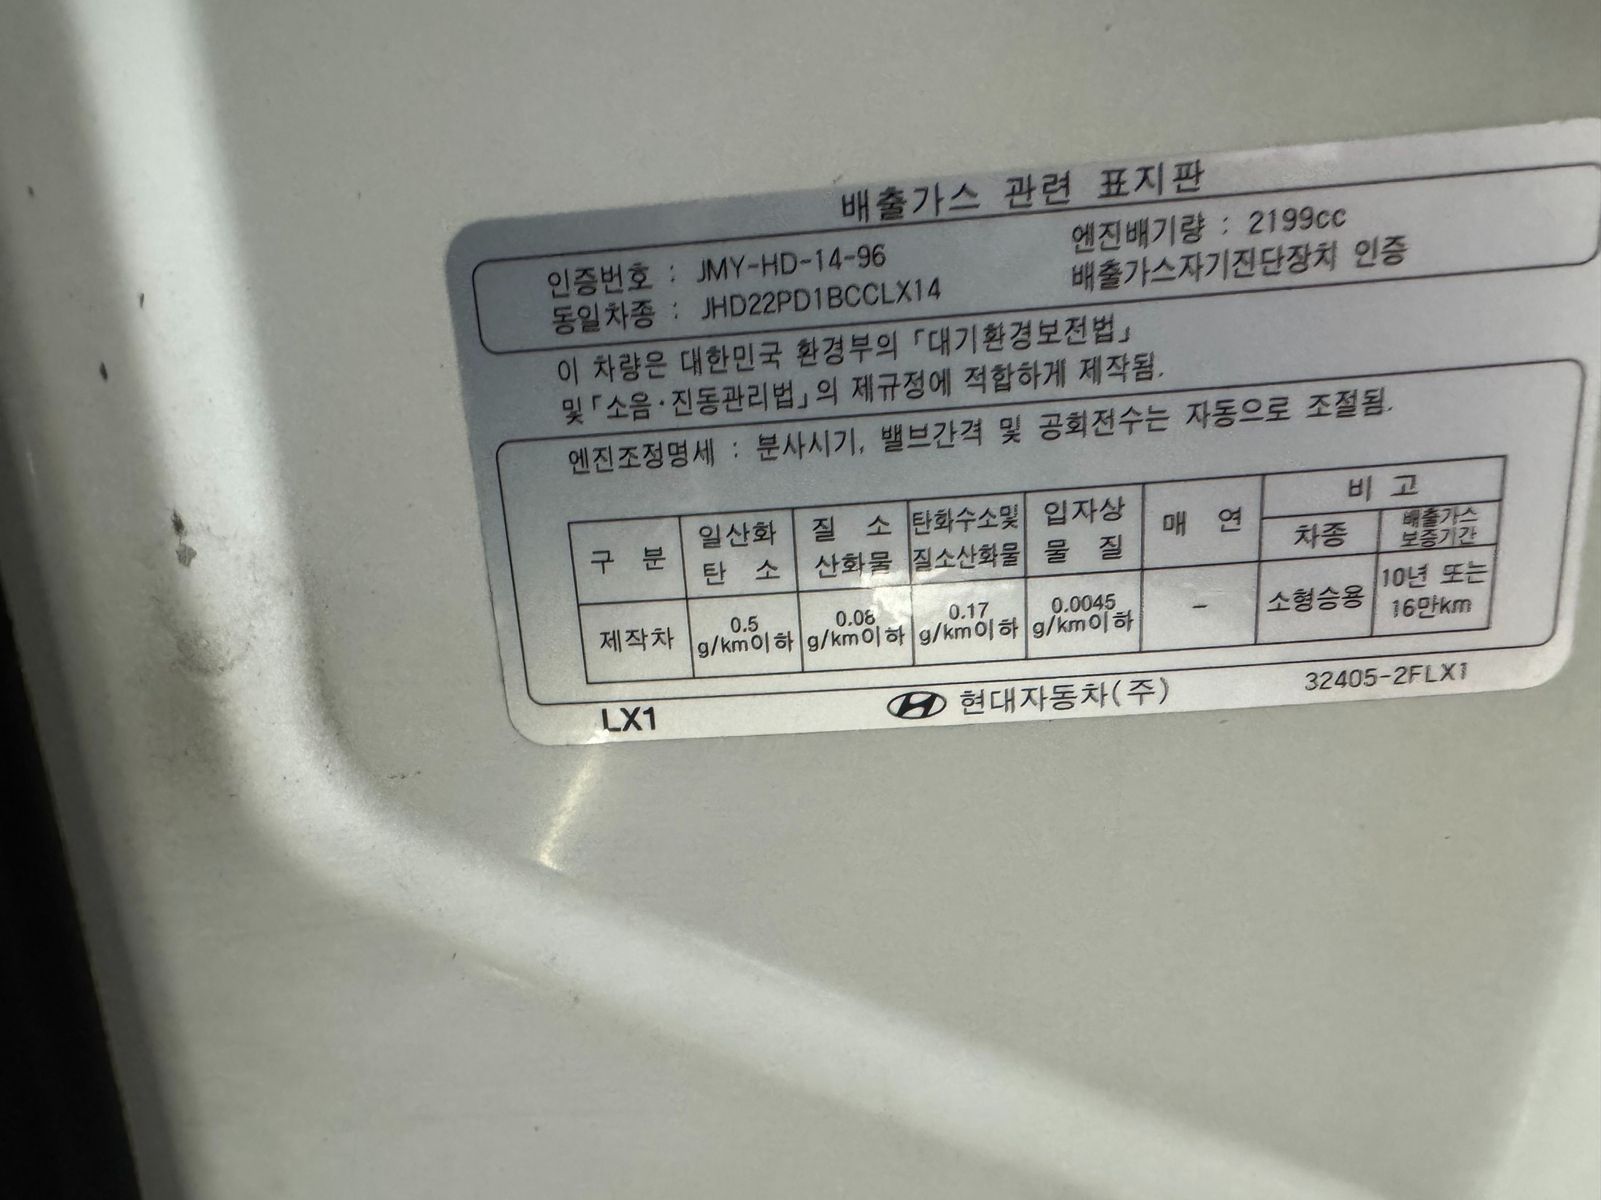 배출가스 관련 표지판
인증번호 : JMY-HD-14-96 엔진배기량 : 2199cc
동일차종 : JHD22PD1BCCLX14 배출가스자기진단장치 인증
이 차량은 대한민국 환경부의 「대기환경보전법」
및「소음·진동관리법」의 제규정에 적합하게 제작됨.
엔진조정명세 : 분사시기, 밸브간격 및 공회전수는 자동으로 조절됨.
구 분 일산화 탄 소 질 소 산화물 탄화수소및 질소산화물 입자상 물 질 매 연 비 고
차종 배출가스 보증기간
제작차 0.5 g/km이하 0.08 g/km이하 0.17 g/km이하 0.0045 g/km이하 - 소형승용 10년 또는 16만km
LX1 현대자동차(주) 32405-2FLX1